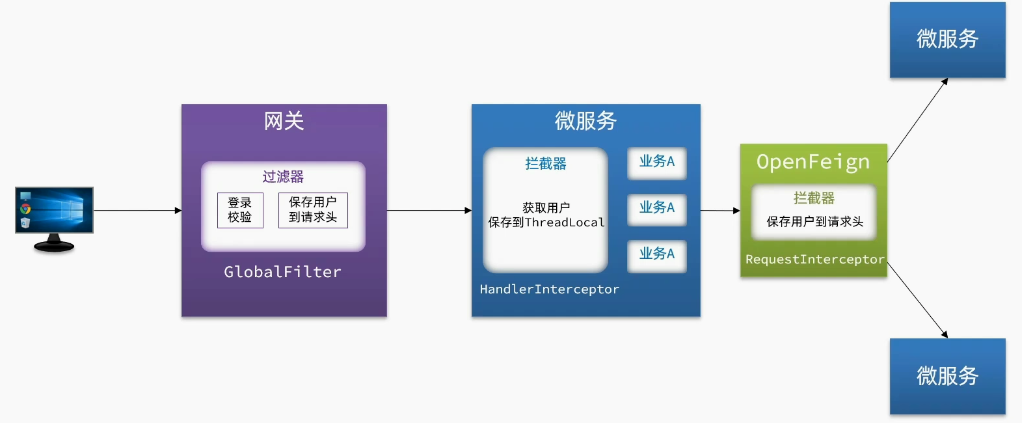 网关
过滤器
登录
校验
保存用户
到请求头
GlobalFilter
微服务
拦截器
获取用户
保存到ThreadLocal
HandlerInterceptor
业务A
业务A
业务A
OpenFeign
拦截器
保存用户到请求头
RequestInterceptor
微服务
微服务